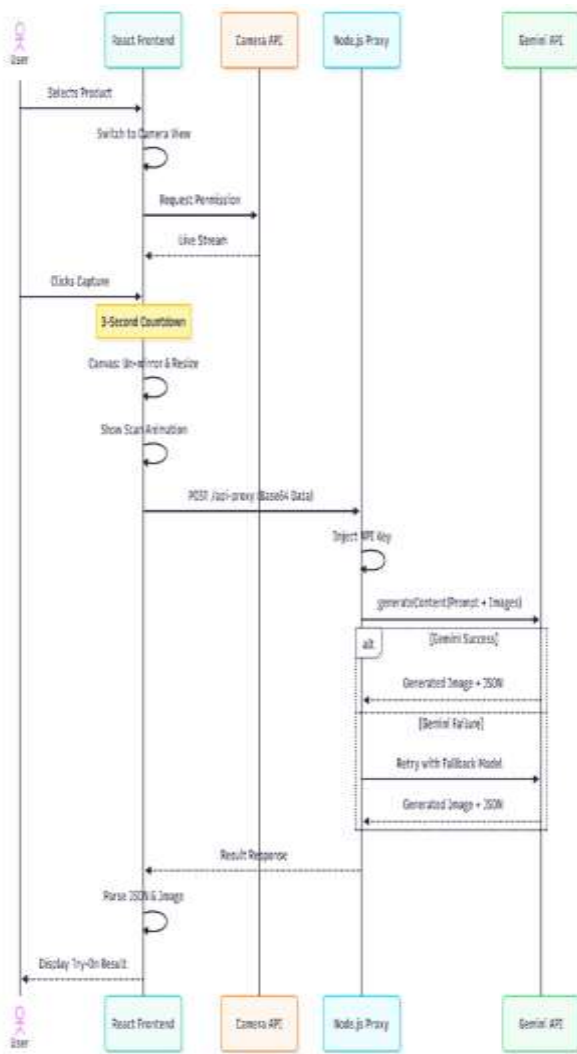 User
React Frontend
Camera API
Node.js Proxy
Gemini API
Selects Product
Switch to Camera View
Request Permission
Live Stream
Clicks Capture
3-Second Countdown
Canvas: Un-mirror & Resize
Show Scan Animation
POST /api-proxy (Base64 Data)
Inject API Key
generateContent(Prompt + Images)
alt
[Gemini Success]
Generated Image + JSON
[Gemini Failure]
Retry with Fallback Model
Generated Image + JSON
Result Response
Parse JSON & Image
Display Try-On Result
User
React Frontend
Camera API
Node.js Proxy
Gemini API